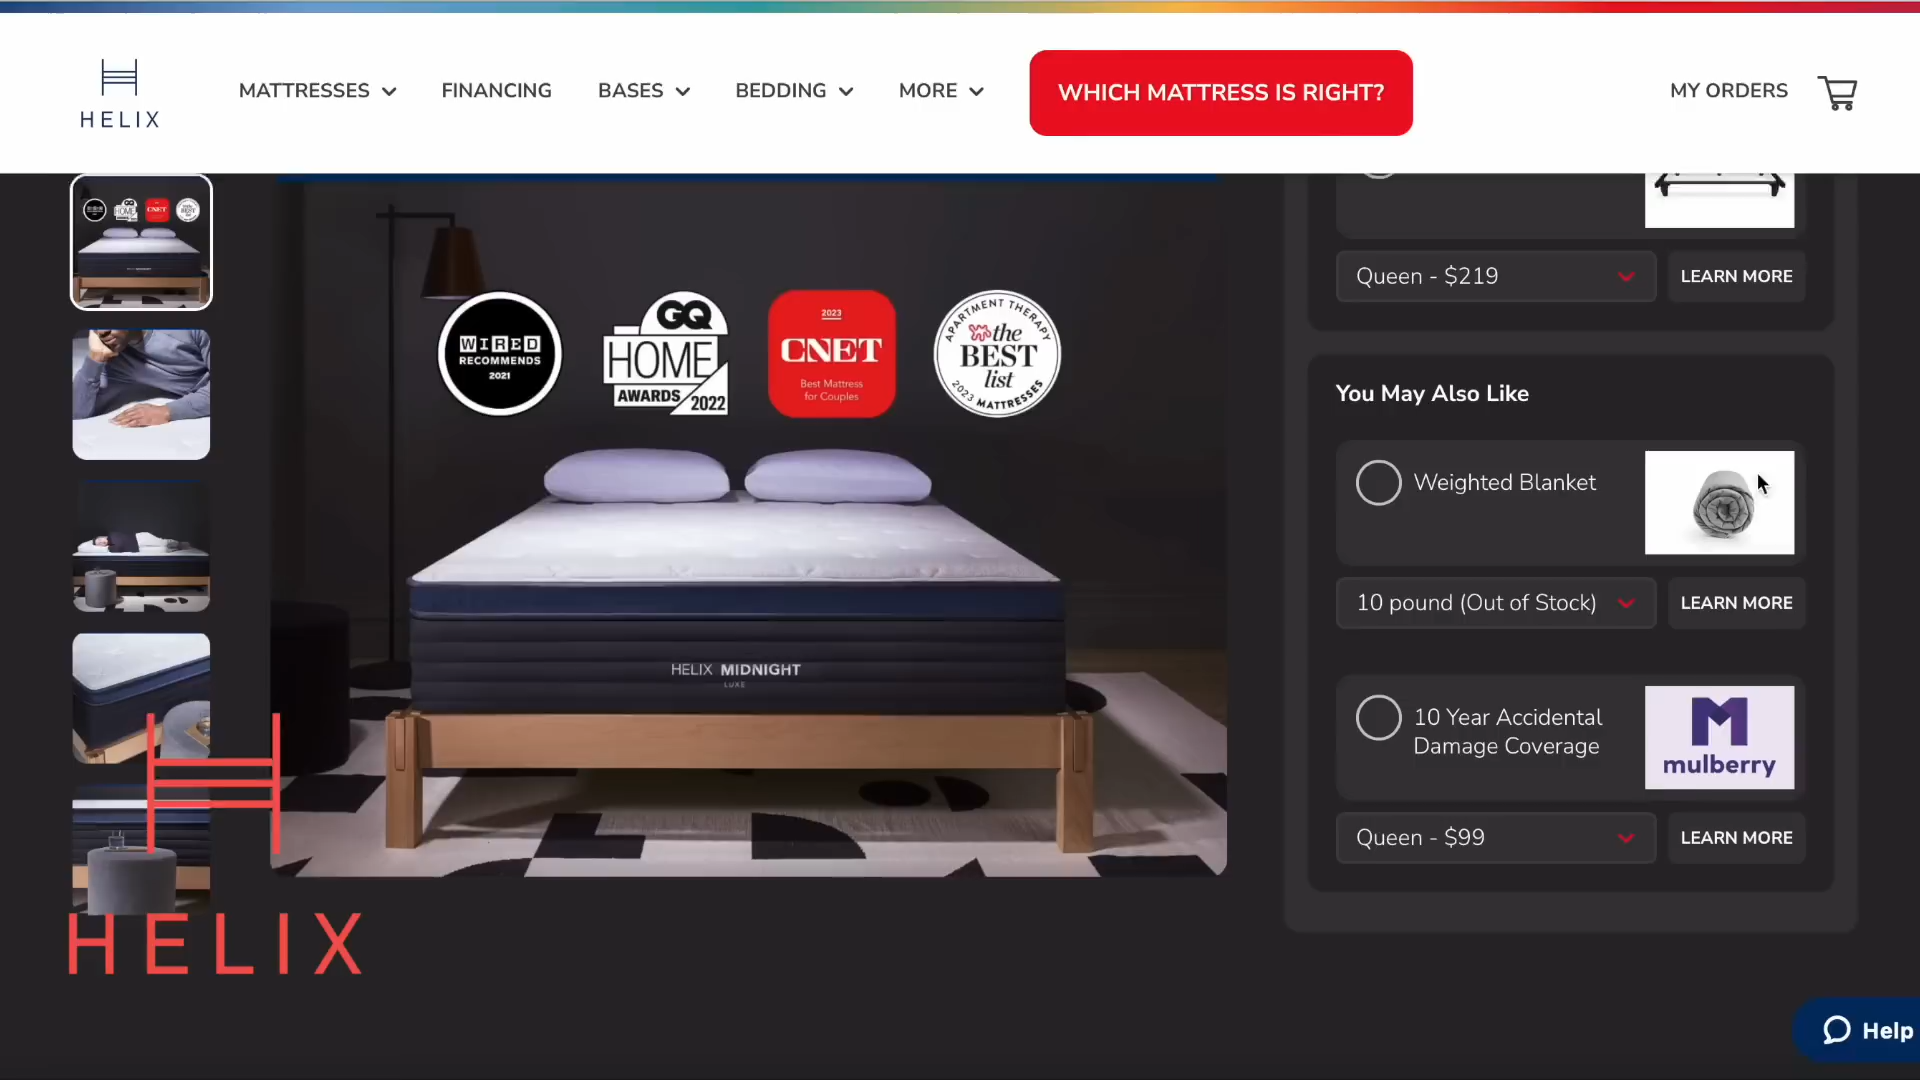 HELIX
MATTRESSES
FINANCING
BASES
BEDDING
MORE
WHICH MATTRESS IS RIGHT?
MY ORDERS
WIRED
RECOMMENDS
2021
GQ
HOME
AWARDS
2022
2023
CNET
Best Mattress
for Couples
APARTMENT THERAPY
the
BEST
list
2023 MATTRESSES
HELIX MIDNIGHT
LUXE
Queen - $219
LEARN MORE
You May Also Like
Weighted Blanket
10 pound (Out of Stock)
LEARN MORE
10 Year Accidental
Damage Coverage
M
mulberry
Queen - $99
LEARN MORE
HELIX
Help